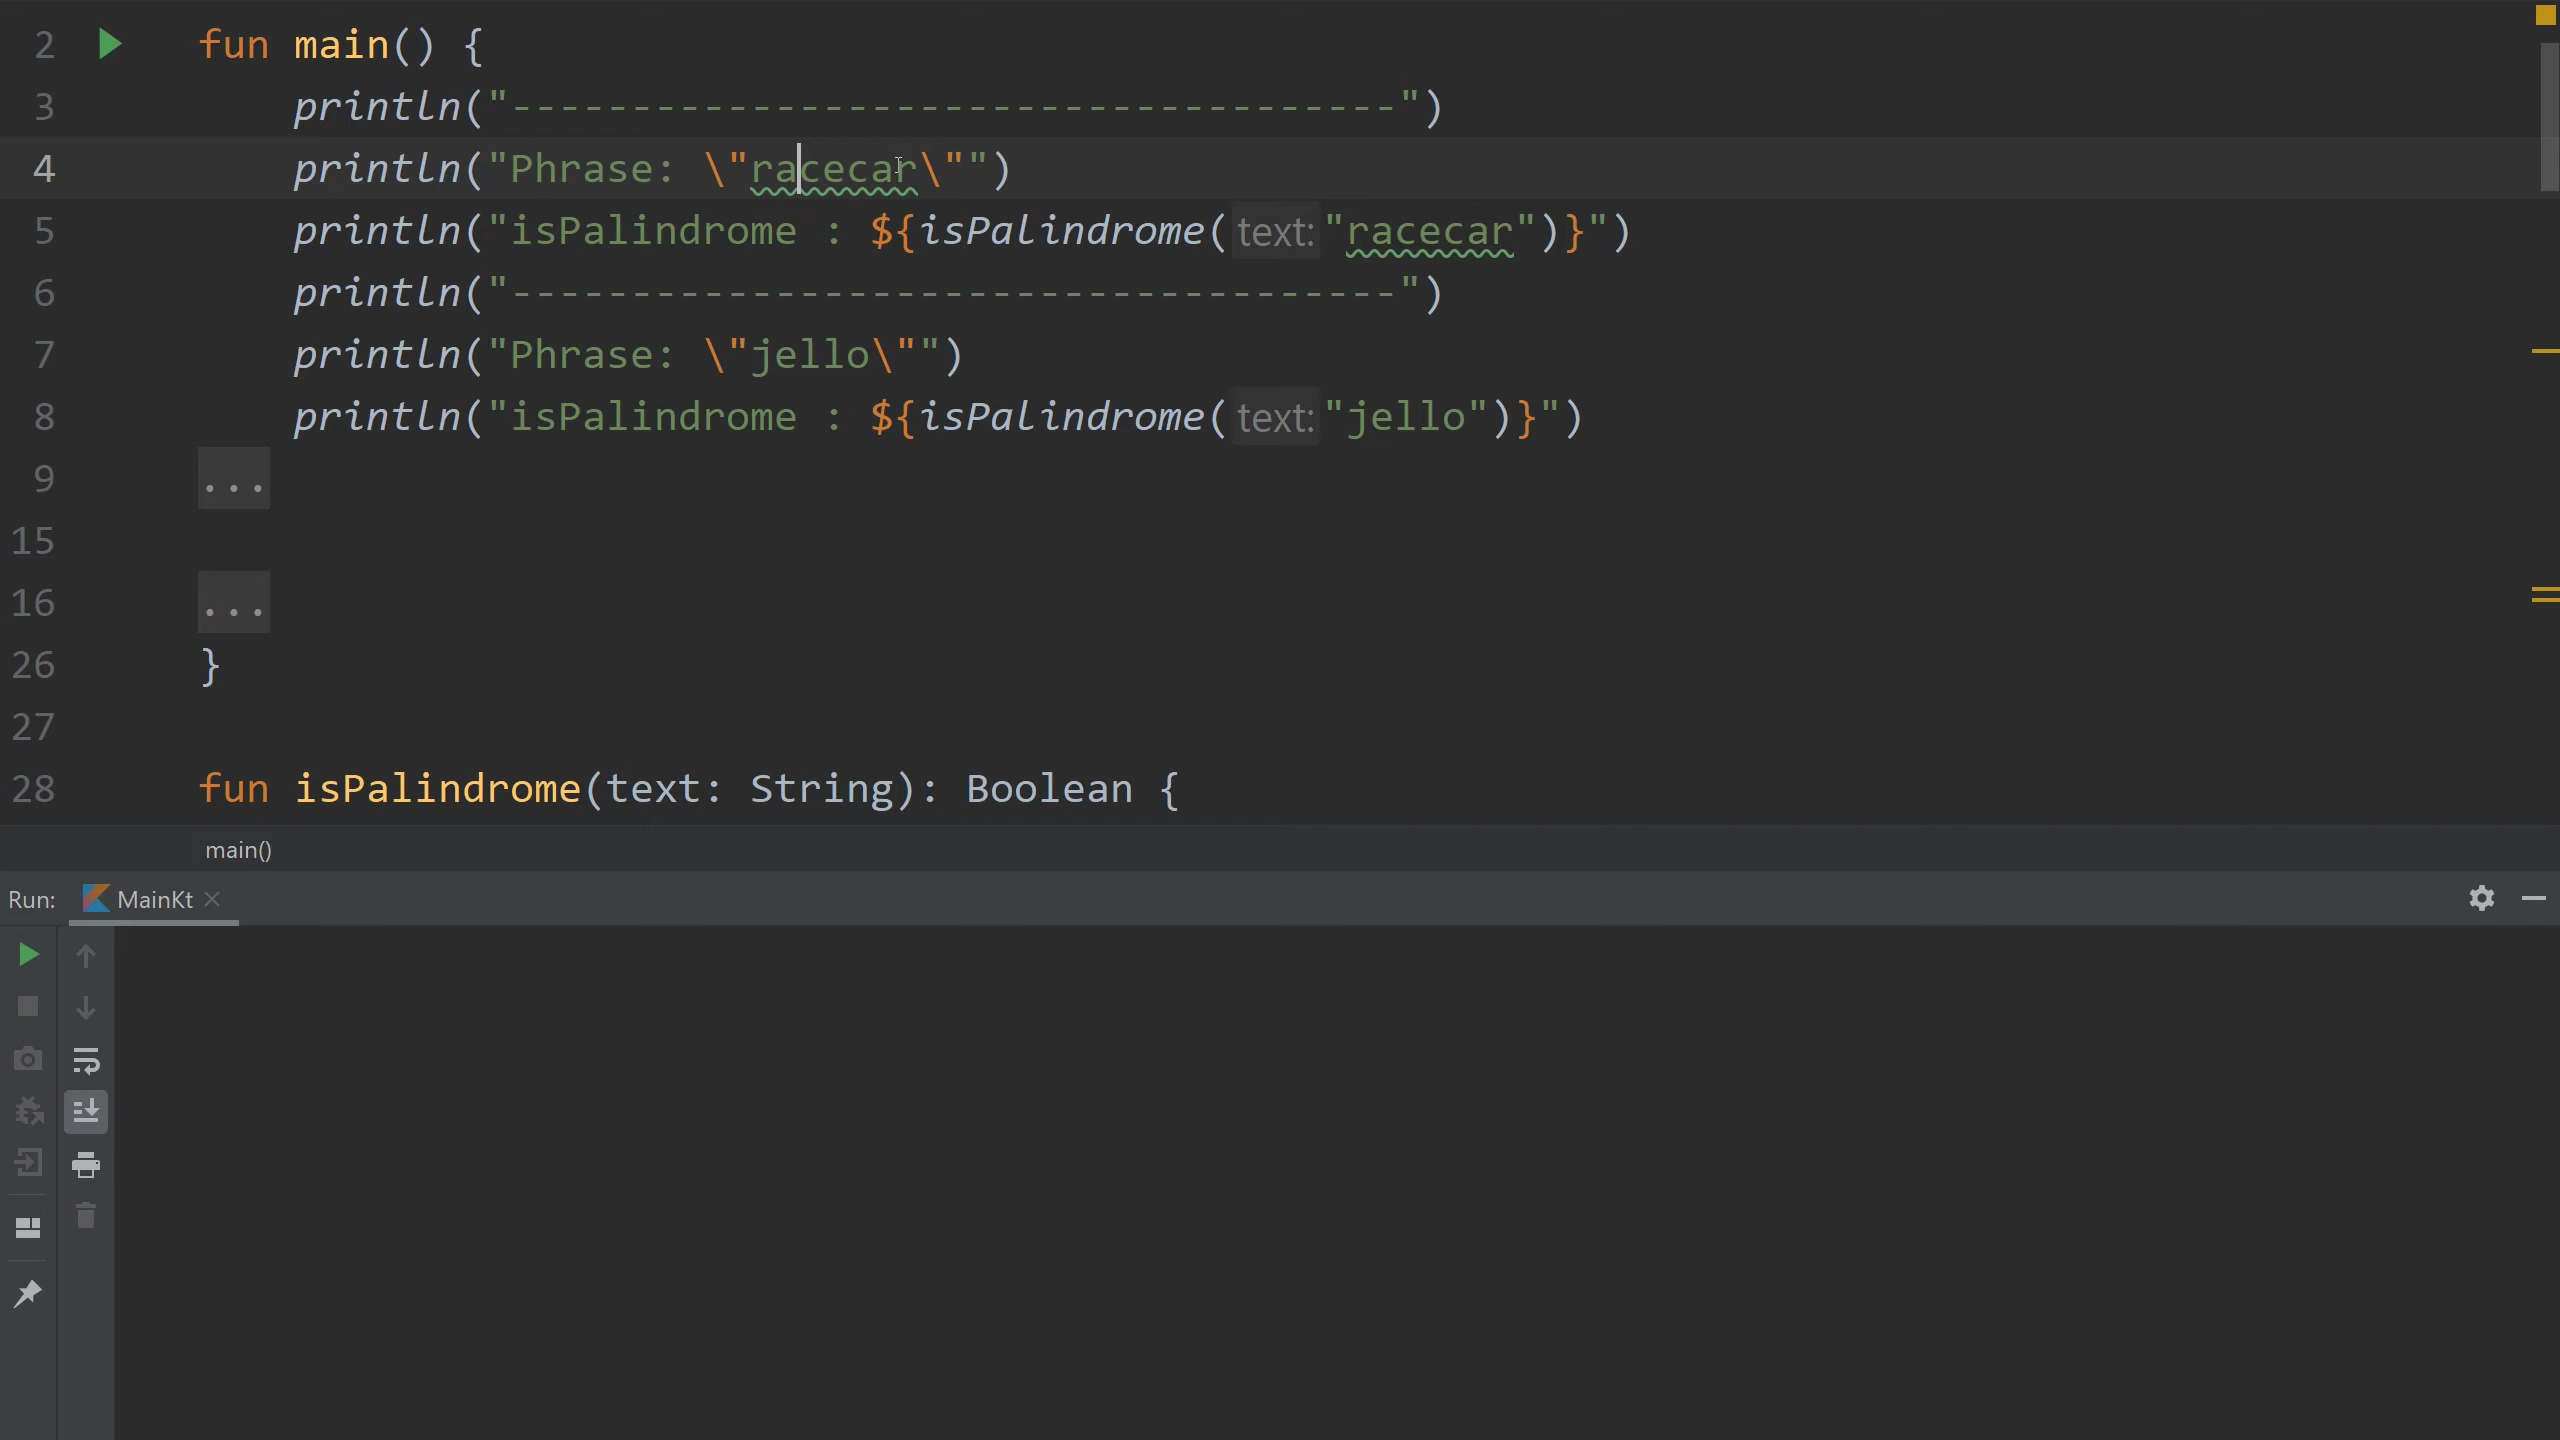 2 fun main() {
3 println("-------------------------------------")
4 println("Phrase: \"racecar\"")
5 println("isPalindrome : ${isPalindrome( text: "racecar")}")
6 println("-------------------------------------")
7 println("Phrase: \"jello\"")
8 println("isPalindrome : ${isPalindrome( text: "jello")}")
9 ...
15
16 ...
26 }
27
28 fun isPalindrome(text: String): Boolean {
main()
Run: MainKt